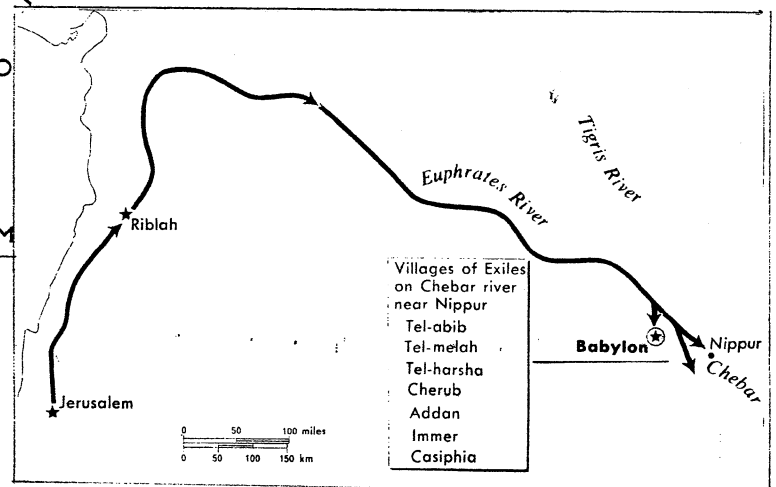 Tigris River
Euphrates River
Riblah
Villages of Exiles
on Chebar river
near Nippur
Tel-abib
Tel-melah
Tel-harsha
Cherub
Addan
Immer
Casiphia
Babylon
Nippur
Chebar
Jerusalem
0 50 100 miles
0 50 100 150 km